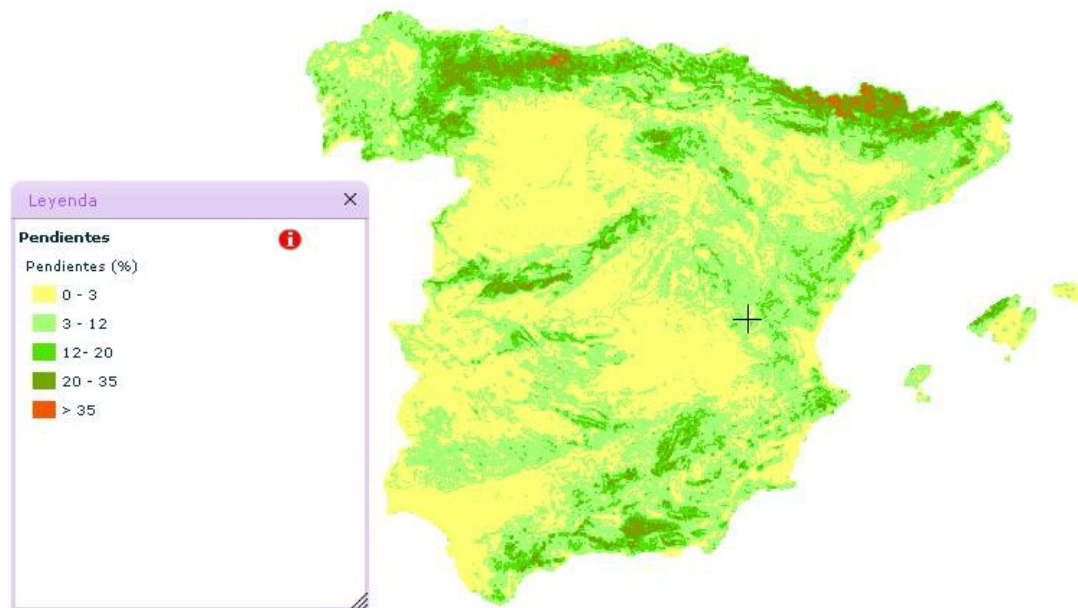 Leyenda
Pendientes
Pendientes (%)
0 - 3
3 - 12
12- 20
20 - 35
> 35